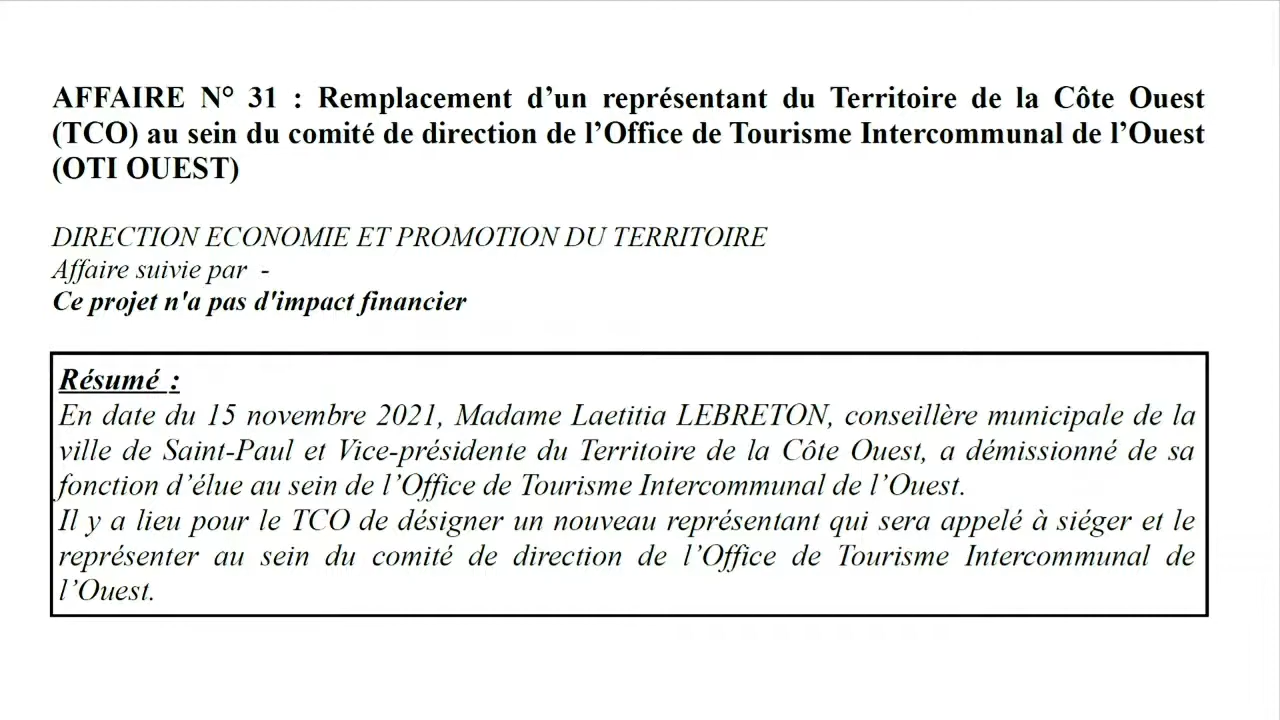 AFFAIRE N° 31 : Remplacement d’un représentant du Territoire de la Côte Ouest
(TCO) au sein du comité de direction de l’Office de Tourisme Intercommunal de l’Ouest
(OTI OUEST)
DIRECTION ECONOMIE ET PROMOTION DU TERRITOIRE
Affaire suivie par -
Ce projet n'a pas d'impact financier
Résumé :
En date du 15 novembre 2021, Madame Laetitia LEBRETON, conseillère municipale de la
ville de Saint-Paul et Vice-présidente du Territoire de la Côte Ouest, a démissionné de sa
fonction d’élue au sein de l’Office de Tourisme Intercommunal de l’Ouest.
Il y a lieu pour le TCO de désigner un nouveau représentant qui sera appelé à siéger et le
représenter au sein du comité de direction de l’Office de Tourisme Intercommunal de
l’Ouest.